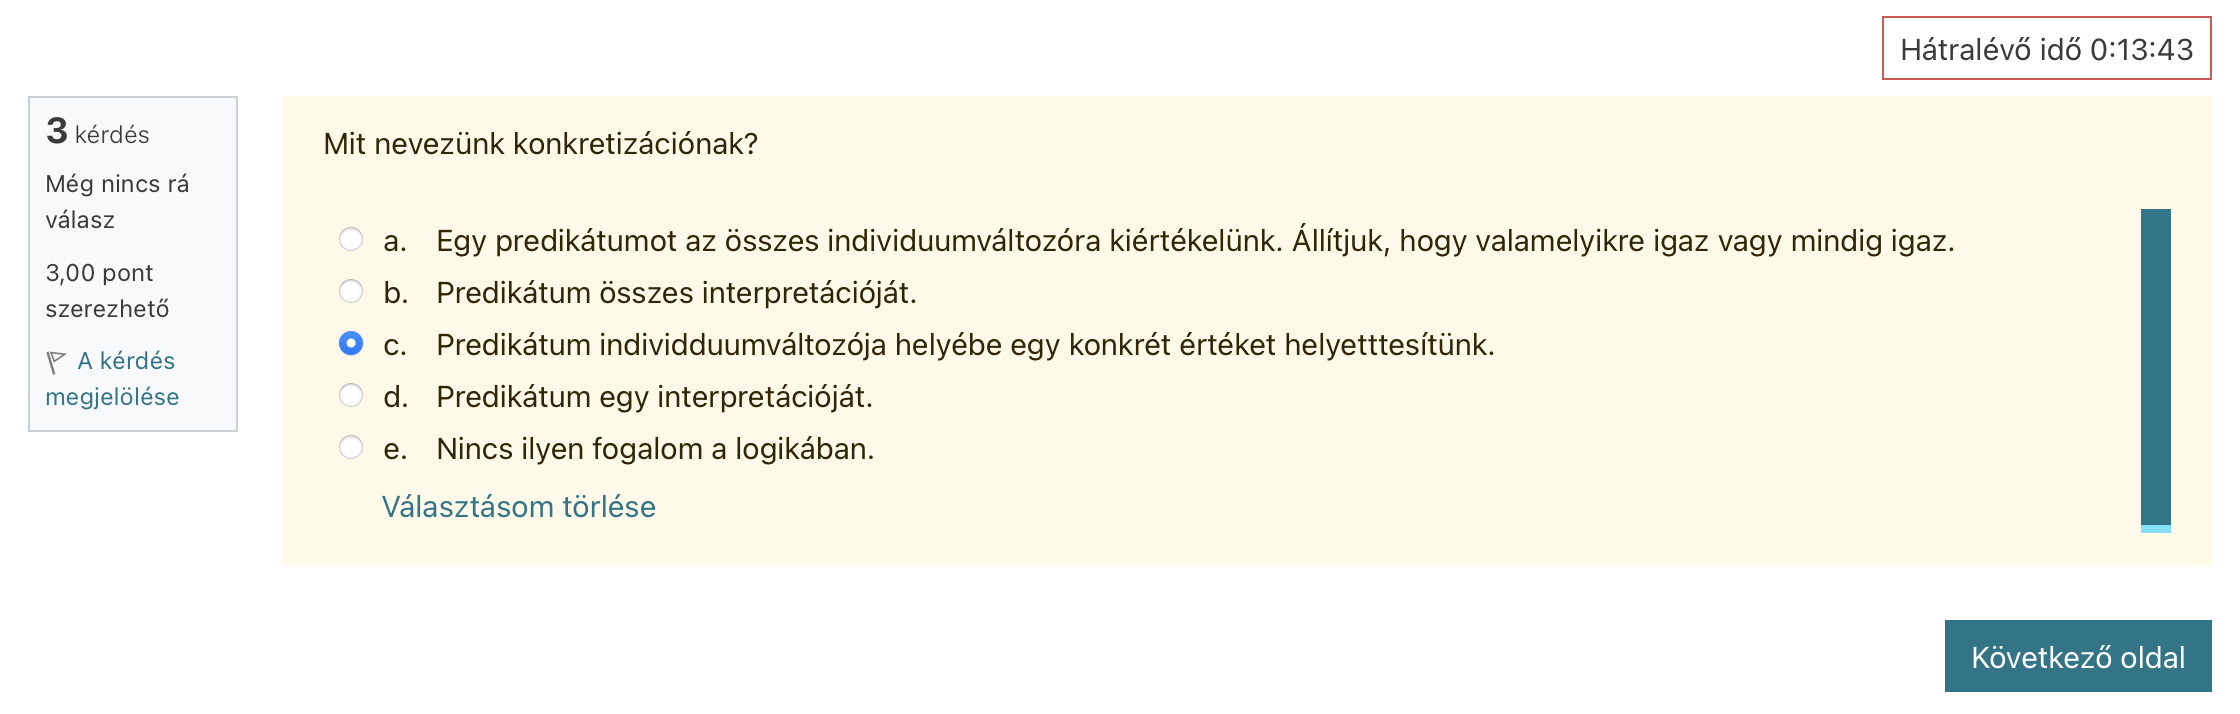 Hátralévő idő 0:13:43
3 kérdés
Még nincs rá
válasz
3,00 pont
szerezhető
A kérdés
megjelölése
Mit nevezünk konkretizációnak?
a. Egy predikátumot az összes individuumváltozóra kiértékelünk. Állítjuk, hogy valamelyikre igaz vagy mindig igaz.
b. Predikátum összes interpretációját.
c. Predikátum individduumváltozója helyébe egy konkrét értéket helyetttesítünk.
d. Predikátum egy interpretációját.
e. Nincs ilyen fogalom a logikában.
Választásom törlése
Következő oldal